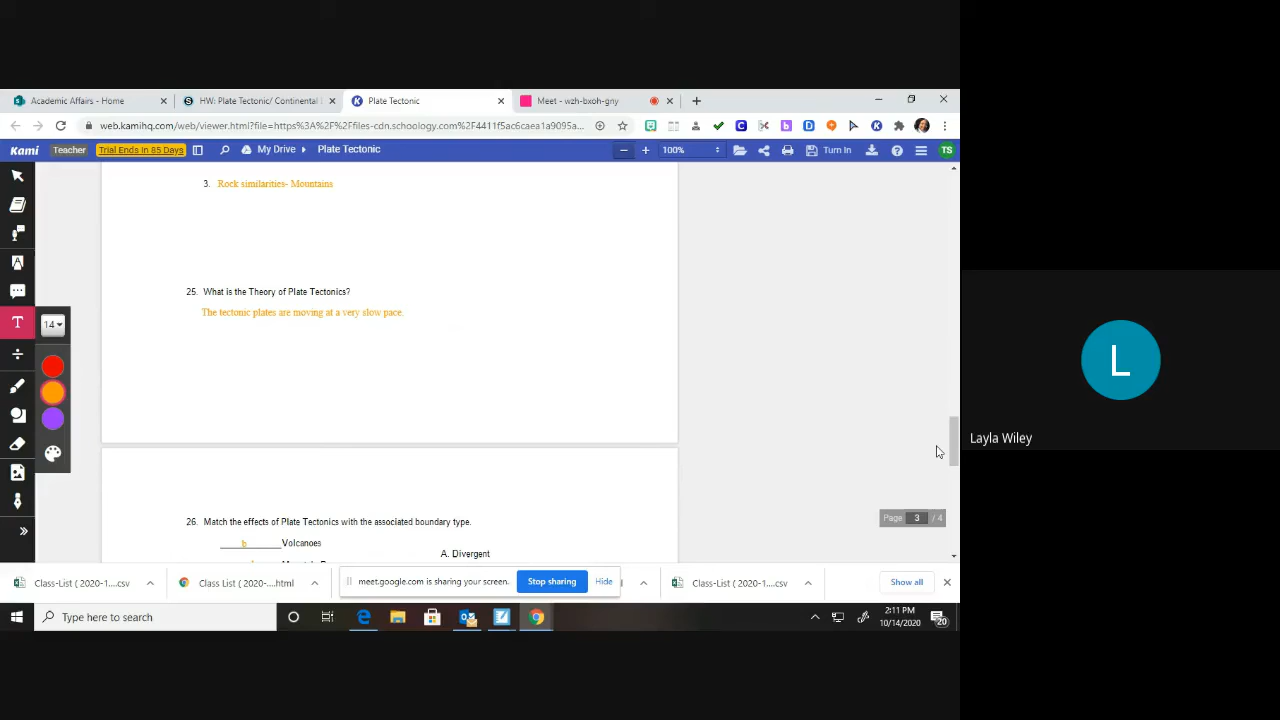 Academic Affairs - Home
HW: Plate Tectonic/ Continental
Plate Tectonic
Meet - wzh-bxoh-gny
web.kamihq.com/web/viewer.html?file=https%3A%2F%2Ffiles-cdn.schoology.com%2F4411f5ac6caea1a9095a...
Kami
Teacher
Trial Ends In 85 Days
My Drive
Plate Tectonic
100%
Turn In
TS
3. Rock similarities- Mountains
25. What is the Theory of Plate Tectonics?
The tectonic plates are moving at a very slow pace.
14
L
Layla Wiley
Page 3 / 4
26. Match the effects of Plate Tectonics with the associated boundary type.
b Volcanoes
A. Divergent
Class-List ( 2020-1....csv
Class List ( 2020-....html
meet.google.com is sharing your screen.
Stop sharing
Hide
Class-List ( 2020-1....csv
Show all
Type here to search
2:11 PM
10/14/2020
20